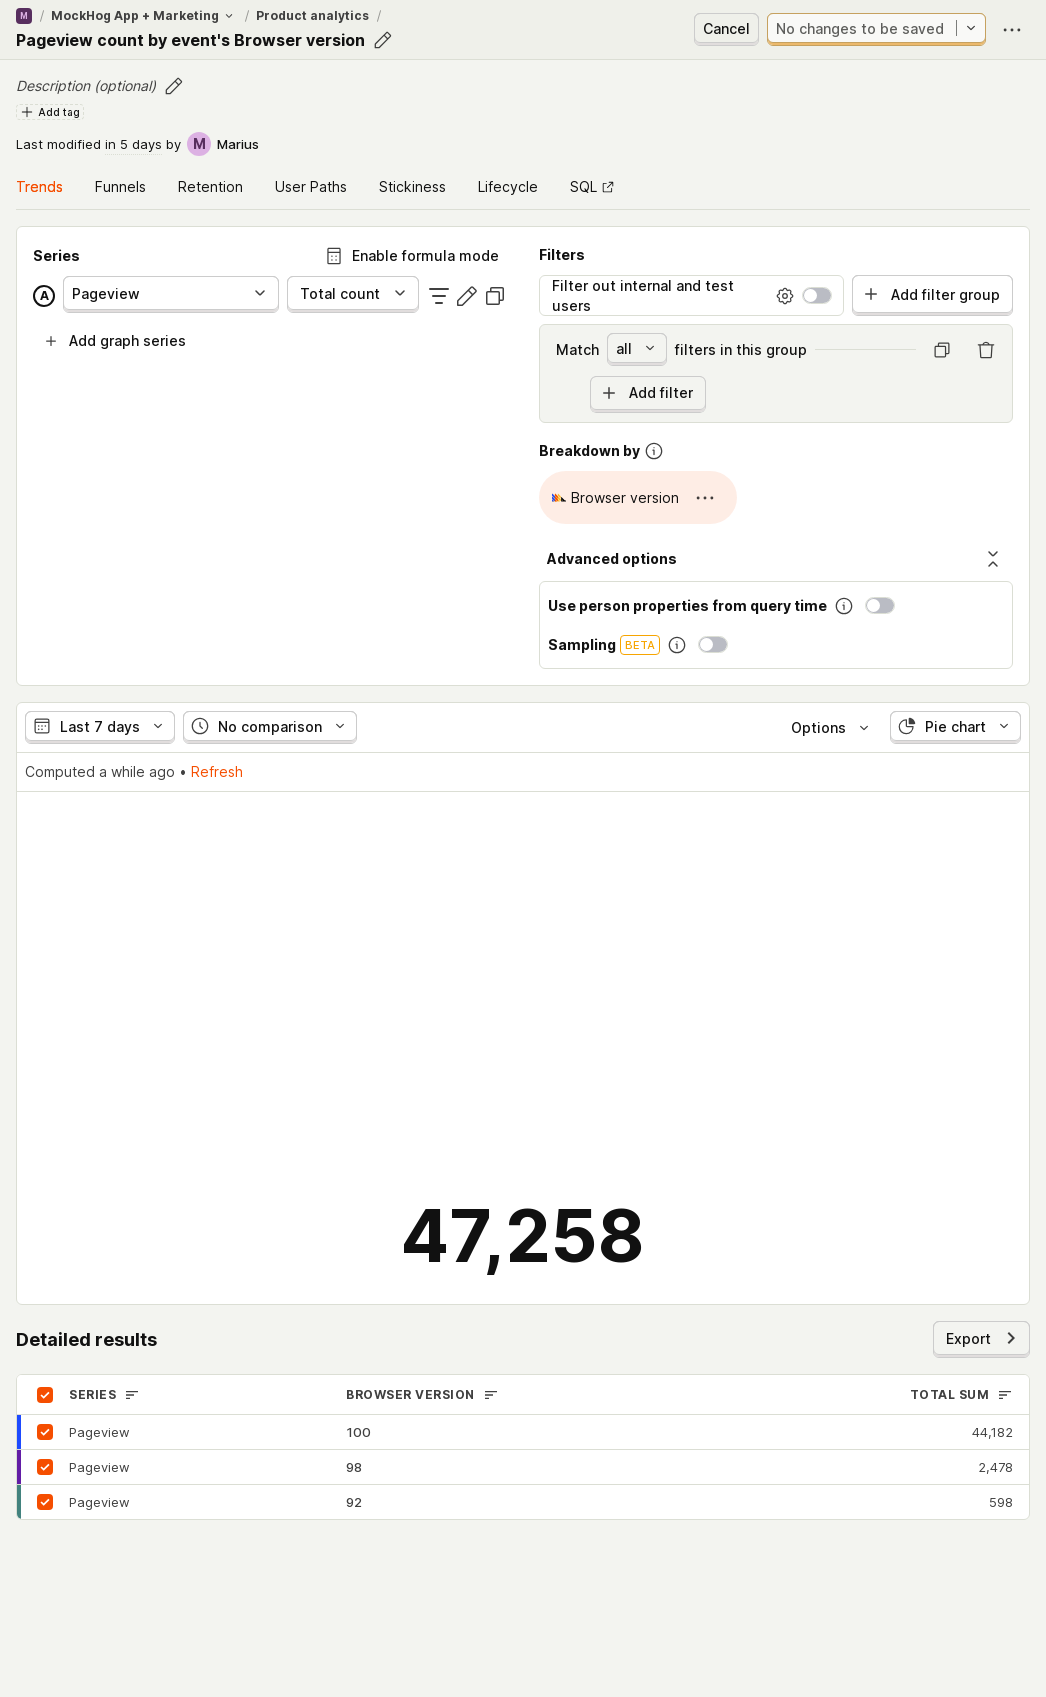 M / MockHog App + Marketing / Product analytics /
Pageview count by event's Browser version
Cancel
No changes to be saved
Description (optional)
Add tag
Last modified in 5 days by M Marius
Trends
Funnels
Retention
User Paths
Stickiness
Lifecycle
SQL
Series
Enable formula mode
A
Pageview
Total count
Add graph series
Filters
Filter out internal and test
users
Add filter group
Match all filters in this group
Add filter
Breakdown by
Browser version
Advanced options
Use person properties from query time
Sampling BETA
Last 7 days
No comparison
Options
Pie chart
Computed a while ago • Refresh
47,258
Detailed results
Export
SERIES BROWSER VERSION TOTAL SUM
Pageview 100 44,182
Pageview 98 2,478
Pageview 92 598